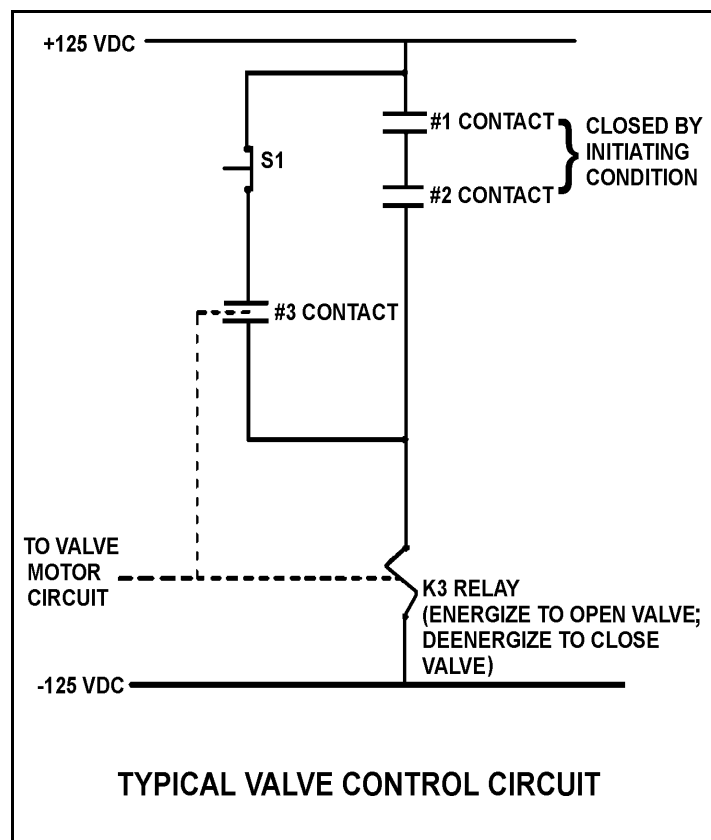 +125 VDC
#1 CONTACT
CLOSED BY
INITIATING
CONDITION
S1
#2 CONTACT
#3 CONTACT
TO VALVE
MOTOR
CIRCUIT
K3 RELAY
(ENERGIZE TO OPEN VALVE;
DEENERGIZE TO CLOSE
VALVE)
-125 VDC
TYPICAL VALVE CONTROL CIRCUIT